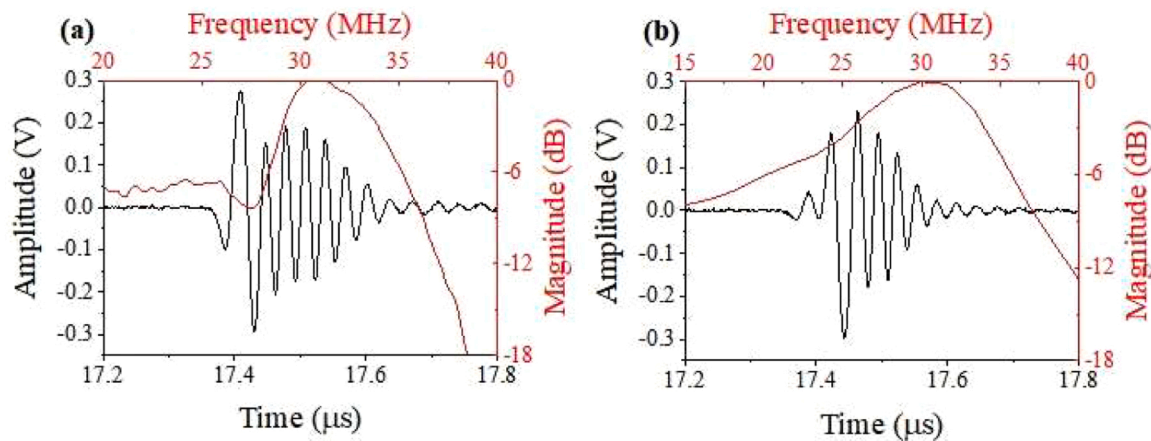 (a)
Frequency (MHz)
20 25 30 35 40
0.3 0.2 0.1 0.0 -0.1 -0.2 -0.3
Amplitude (V)
0 -6 -12 -18
Magnitude (dB)
17.2 17.4 17.6 17.8
Time (μs)
(b)
Frequency (MHz)
15 20 25 30 35 40
0.3 0.2 0.1 0.0 -0.1 -0.2 -0.3
Amplitude (V)
0 -6 -12 -18
Magnitude (dB)
17.2 17.4 17.6 17.8
Time (μs)